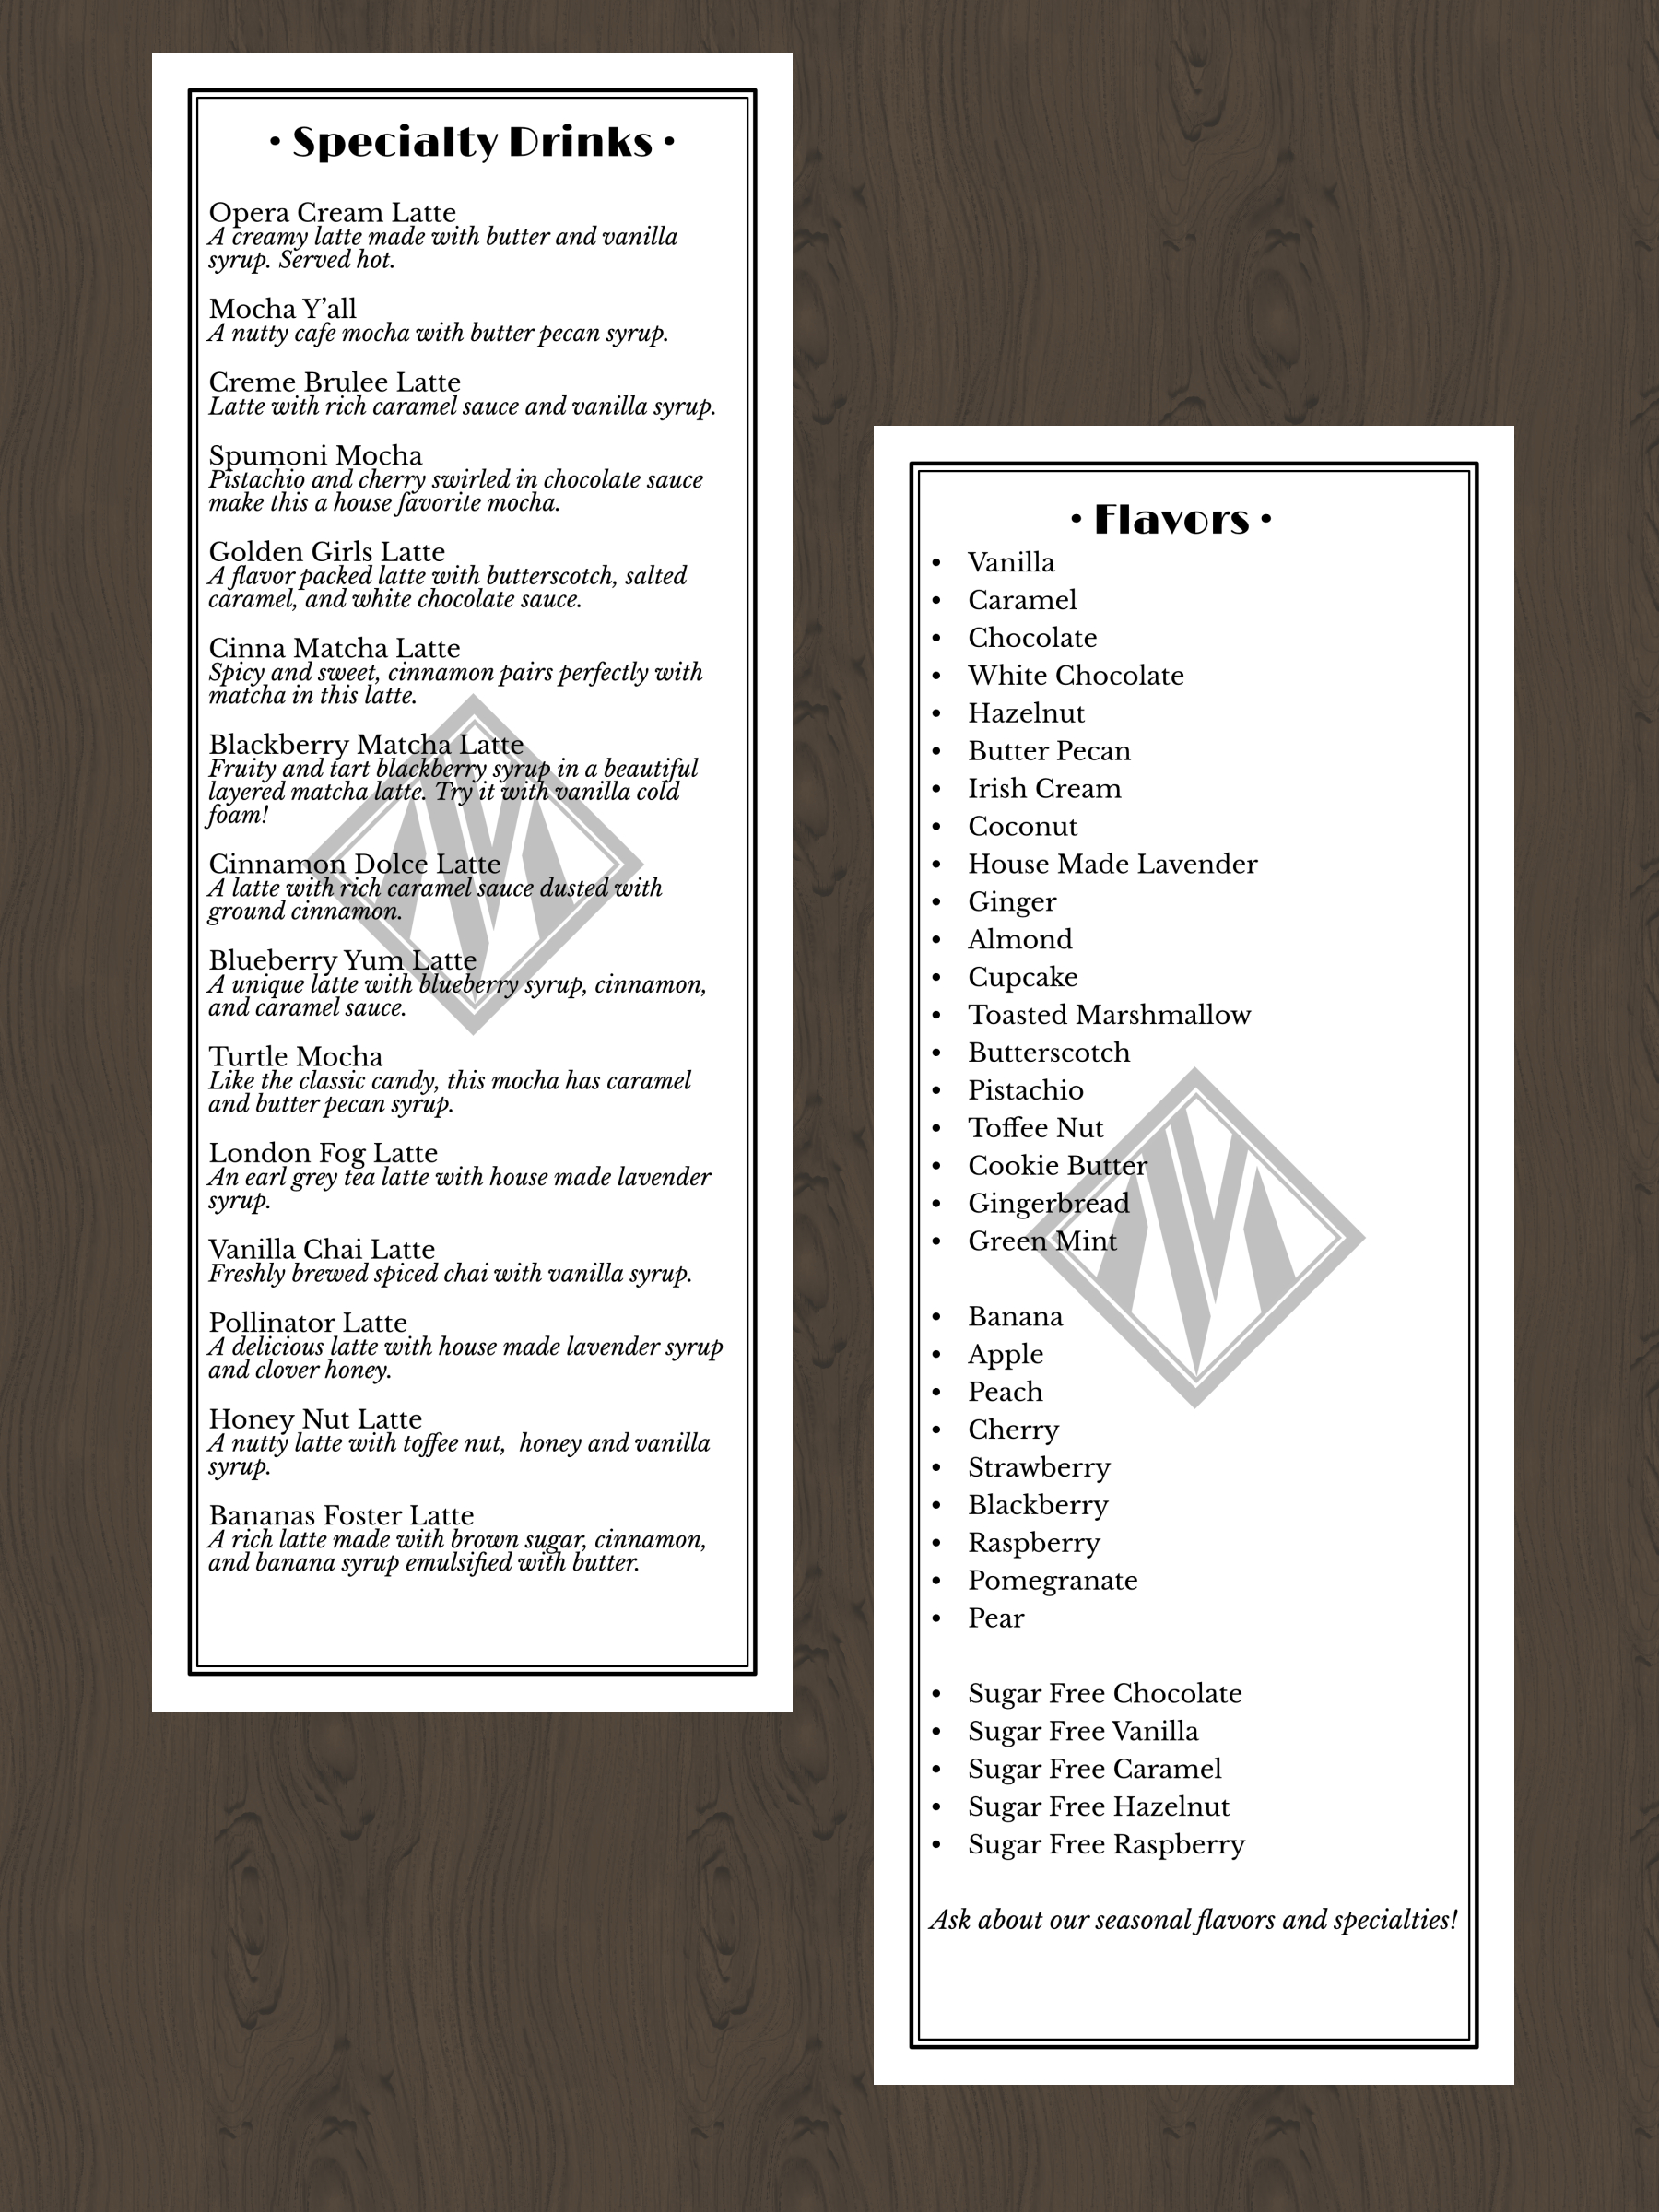 • Specialty Drinks •
Opera Cream Latte
A creamy latte made with butter and vanilla
syrup. Served hot.
Mocha Y’all
A nutty cafe mocha with butter pecan syrup.
Creme Brulee Latte
Latte with rich caramel sauce and vanilla syrup.
Spumoni Mocha
Pistachio and cherry swirled in chocolate sauce
make this a house favorite mocha.
Golden Girls Latte
A flavor packed latte with butterscotch, salted
caramel, and white chocolate sauce.
Cinna Matcha Latte
Spicy and sweet, cinnamon pairs perfectly with
matcha in this latte.
Blackberry Matcha Latte
Fruity and tart blackberry syrup in a beautiful
layered matcha latte. Try it with vanilla cold
foam!
Cinnamon Dolce Latte
A latte with rich caramel sauce dusted with
ground cinnamon.
Blueberry Yum Latte
A unique latte with blueberry syrup, cinnamon,
and caramel sauce.
Turtle Mocha
Like the classic candy, this mocha has caramel
and butter pecan syrup.
London Fog Latte
An earl grey tea latte with house made lavender
syrup.
Vanilla Chai Latte
Freshly brewed spiced chai with vanilla syrup.
Pollinator Latte
A delicious latte with house made lavender syrup
and clover honey.
Honey Nut Latte
A nutty latte with toffee nut,  honey and vanilla
syrup.
Bananas Foster Latte
A rich latte made with brown sugar, cinnamon,
and banana syrup emulsified with butter.
• Flavors •
• Vanilla
• Caramel
• Chocolate
• White Chocolate
• Hazelnut
• Butter Pecan
• Irish Cream
• Coconut
• House Made Lavender
• Ginger
• Almond
• Cupcake
• Toasted Marshmallow
• Butterscotch
• Pistachio
• Toffee Nut
• Cookie Butter
• Gingerbread
• Green Mint
• Banana
• Apple
• Peach
• Cherry
• Strawberry
• Blackberry
• Raspberry
• Pomegranate
• Pear
• Sugar Free Chocolate
• Sugar Free Vanilla
• Sugar Free Caramel
• Sugar Free Hazelnut
• Sugar Free Raspberry
Ask about our seasonal flavors and specialties!